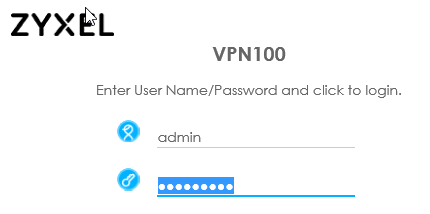 ZYXEL
VPN100
Enter User Name/Password and click to login.
admin
•••••••••